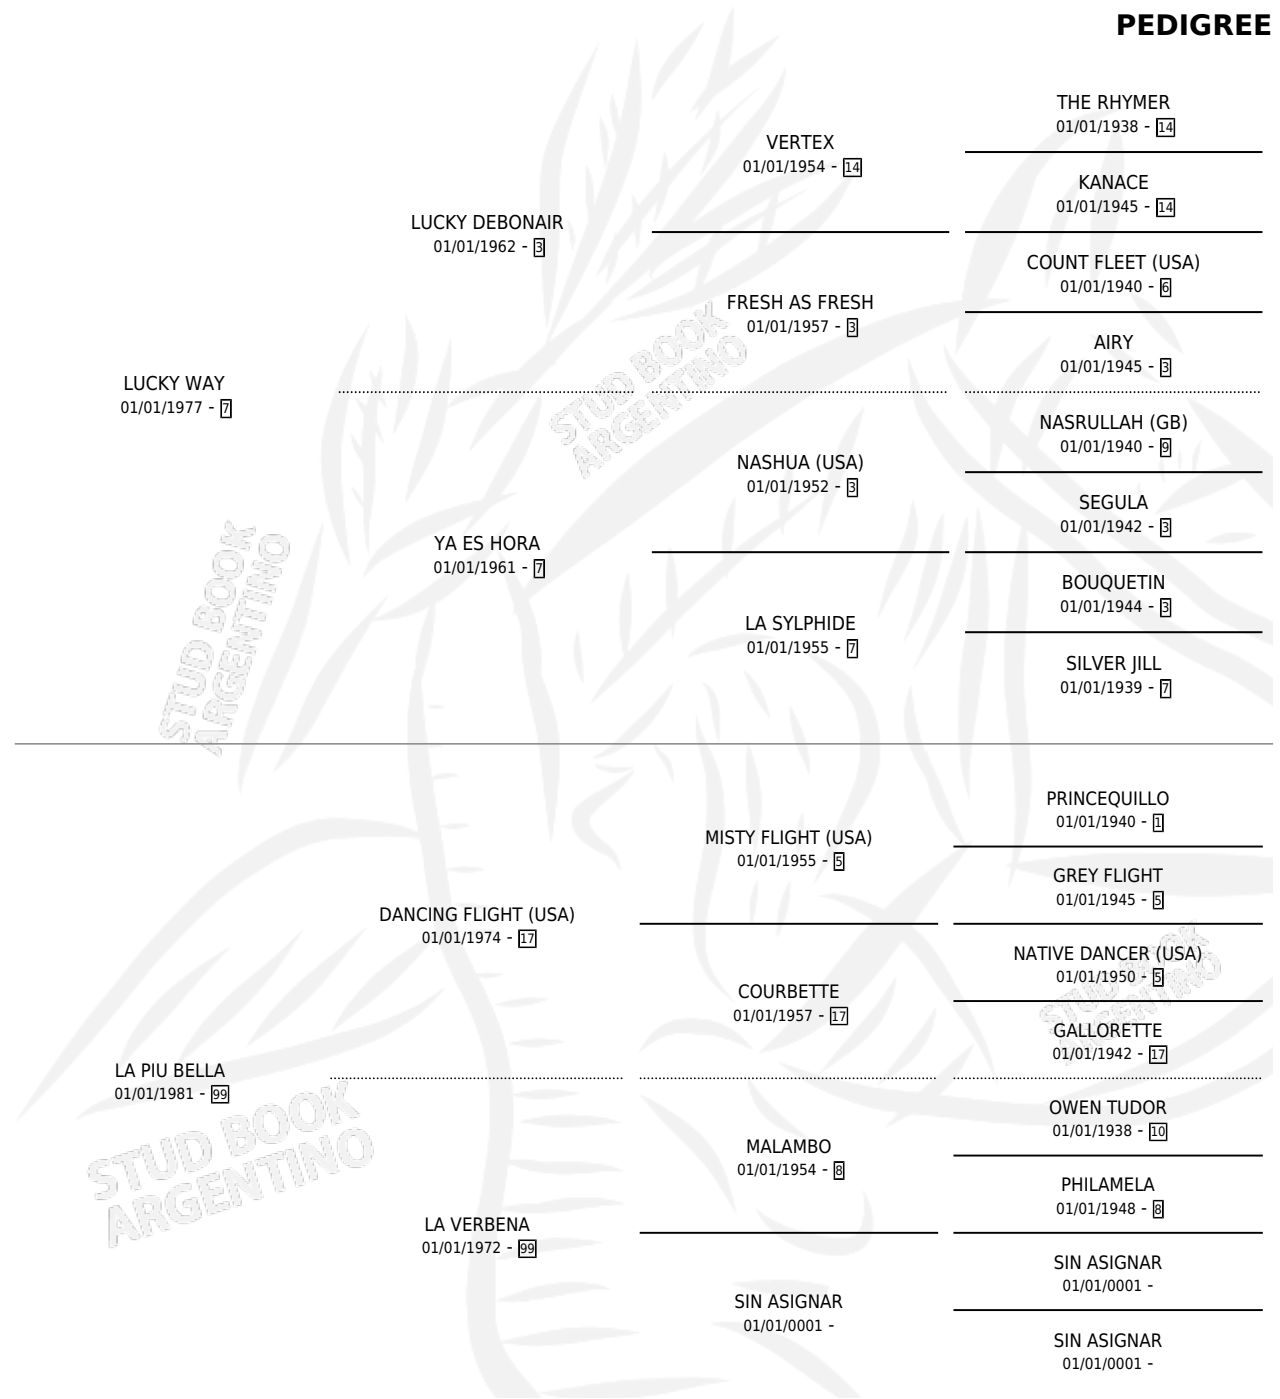 PEDIGREE
THE RHYMER
01/01/1938 - 14
VERTEX
01/01/1954 - 14
KANACE
01/01/1945 - 14
LUCKY DEBONAIR
01/01/1962 - 3
COUNT FLEET (USA)
01/01/1940 - 6
FRESH AS FRESH
01/01/1957 - 3
AIRY
01/01/1945 - 3
LUCKY WAY
01/01/1977 - 7
NASRULLAH (GB)
01/01/1940 - 9
NASHUA (USA)
01/01/1952 - 3
SEGULA
01/01/1942 - 3
YA ES HORA
01/01/1961 - 7
BOUQUETIN
01/01/1944 - 3
LA SYLPHIDE
01/01/1955 - 7
SILVER JILL
01/01/1939 - 7
PRINCEQUILLO
01/01/1940 - 1
MISTY FLIGHT (USA)
01/01/1955 - 5
GREY FLIGHT
01/01/1945 - 5
DANCING FLIGHT (USA)
01/01/1974 - 17
NATIVE DANCER (USA)
01/01/1950 - 5
COURBETTE
01/01/1957 - 17
GALLORETTE
01/01/1942 - 17
LA PIU BELLA
01/01/1981 - 99
OWEN TUDOR
01/01/1938 - 10
MALAMBO
01/01/1954 - 8
PHILAMELA
01/01/1948 - 8
LA VERBENA
01/01/1972 - 99
SIN ASIGNAR
01/01/0001 -
SIN ASIGNAR
01/01/0001 -
SIN ASIGNAR
01/01/0001 -
STUD BOOK
ARGENTINO
STUD BOOK
ARGENTINO
STUD BOOK
ARGENTINO
STUD BOOK
ARGENTINO